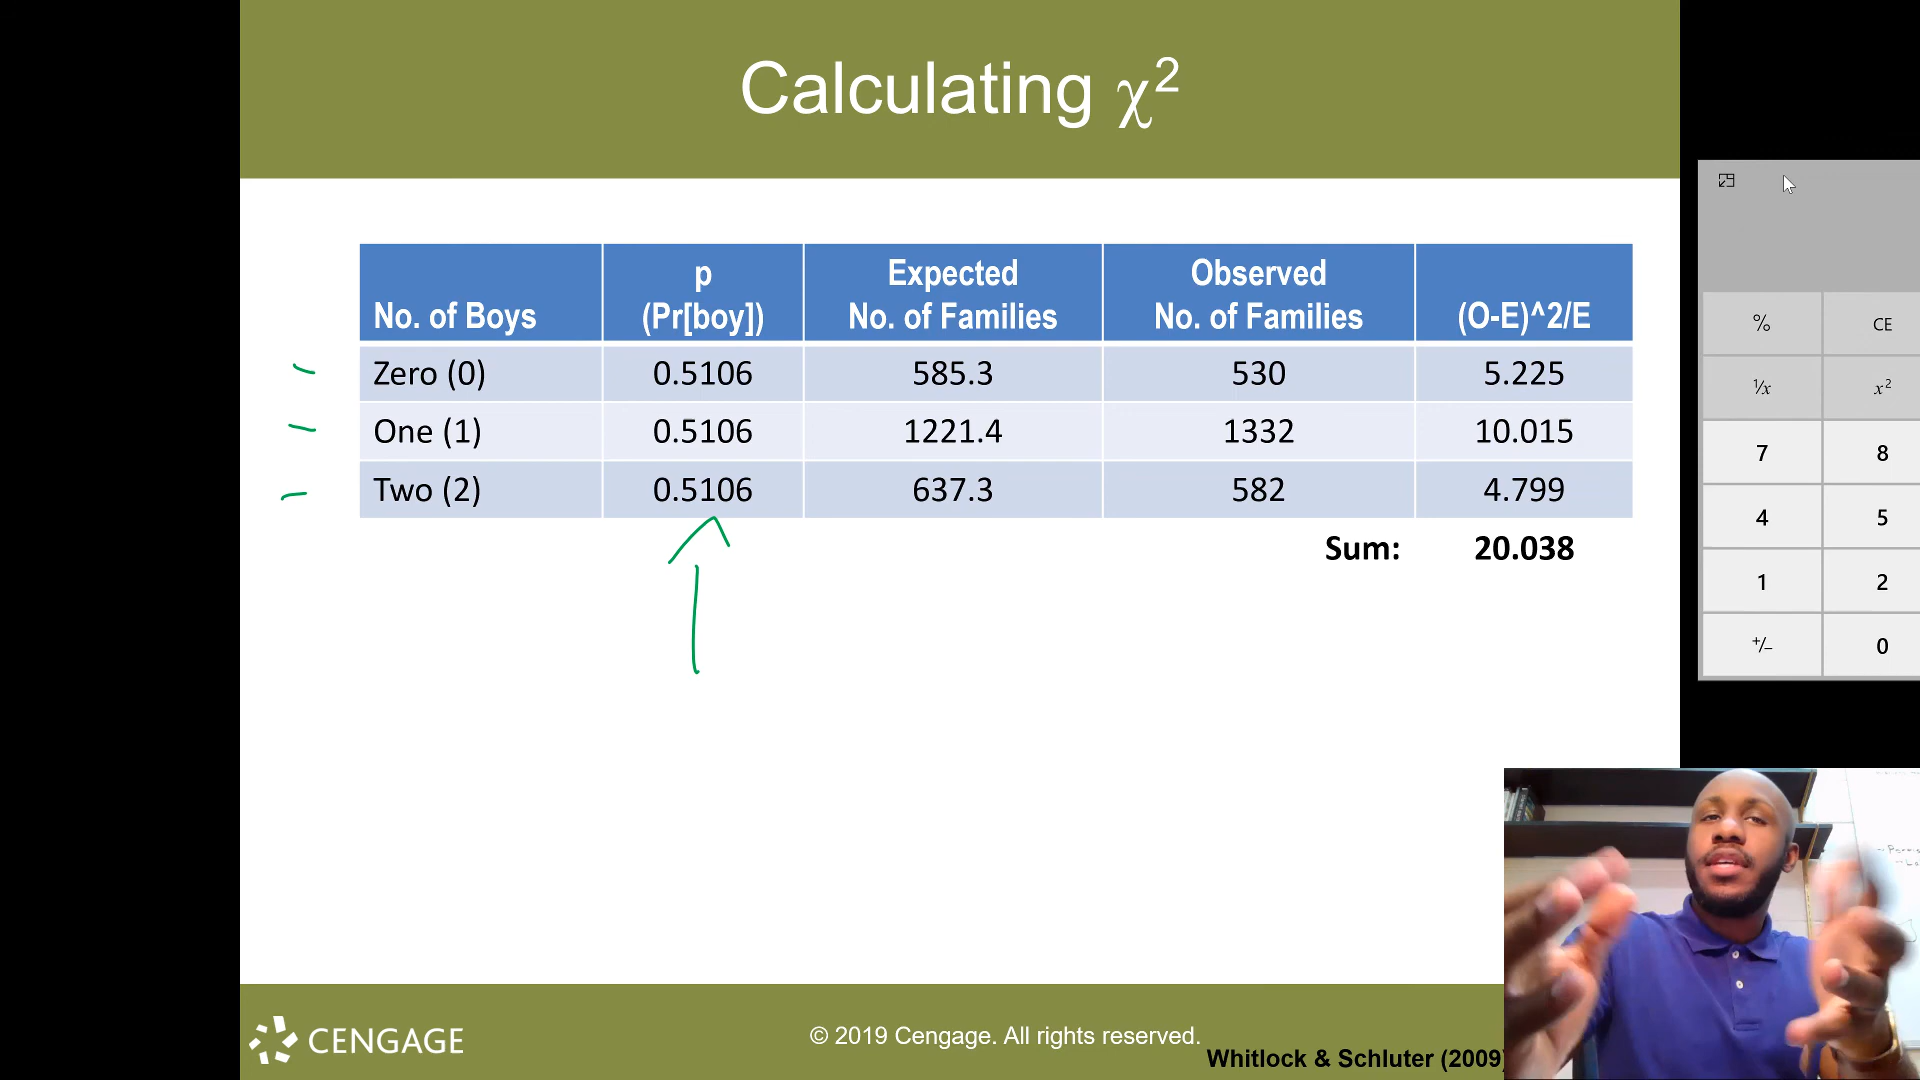 Calculating χ²
No. of Boys
p
(Pr[boy])
Expected
No. of Families
Observed
No. of Families
(O-E)^2/E
Zero (0) 0.5106 585.3 530 5.225
One (1) 0.5106 1221.4 1332 10.015
Two (2) 0.5106 637.3 582 4.799
Sum: 20.038
% CE
¹/x x²
7 8
4 5
1 2
+/− 0
CENGAGE
© 2019 Cengage. All rights reserved.
Whitlock & Schluter (2009)